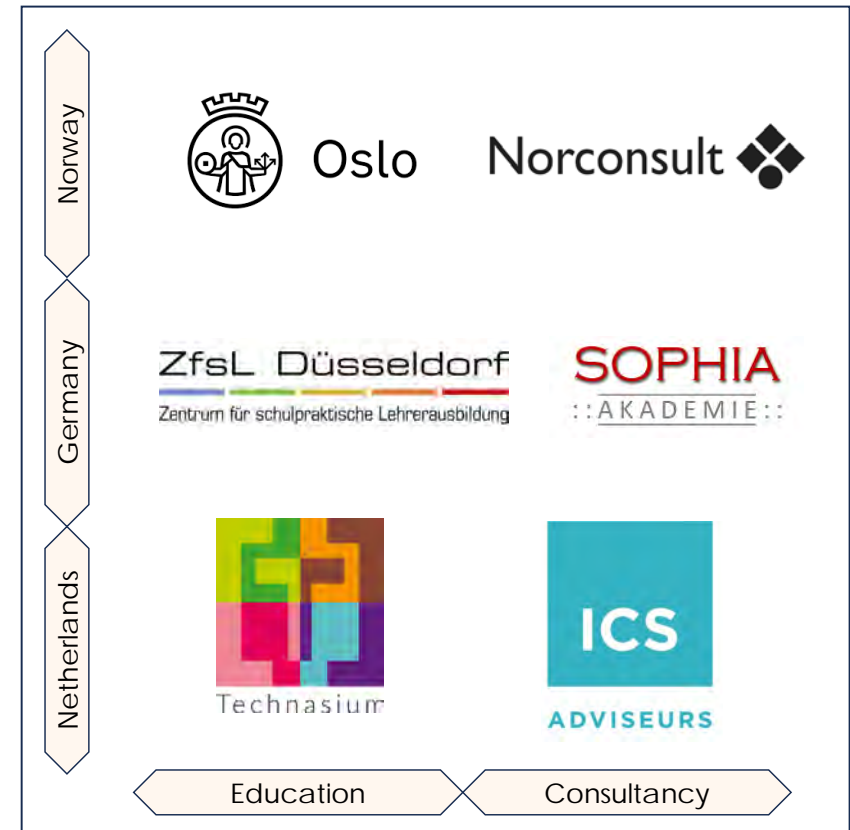 Norway
Oslo
Norconsult
Germany
ZfsL Düsseldorf
Zentrum für schulpraktische Lehrerausbildung
SOPHIA
::AKADEMIE::
Netherlands
Technasium
ICS
ADVISEURS
Education
Consultancy